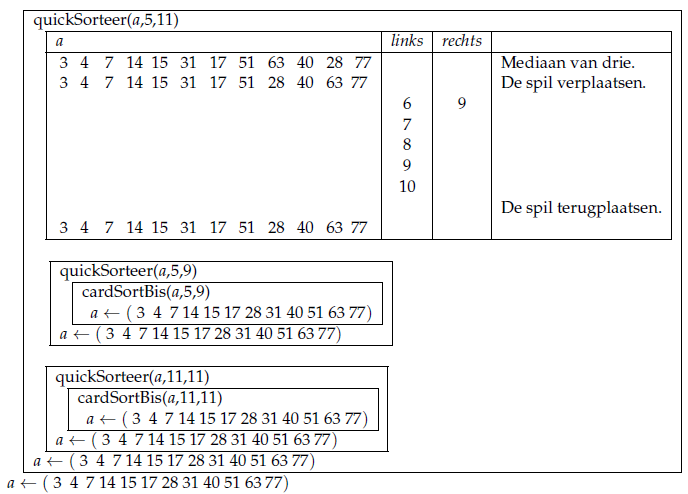 quickSorteer(a,5,11)
a links rechts
3 4 7 14 15 31 17 51 63 40 28 77 Mediaan van drie.
3 4 7 14 15 31 17 51 28 40 63 77 De spil verplaatsen.
6 9
7
8
9
10
De spil terugplaatsen.
3 4 7 14 15 31 17 51 28 40 63 77
quickSorteer(a,5,9)
cardSortBis(a,5,9)
a ← ( 3 4 7 14 15 17 28 31 40 51 63 77)
a ← ( 3 4 7 14 15 17 28 31 40 51 63 77)
quickSorteer(a,11,11)
cardSortBis(a,11,11)
a ← ( 3 4 7 14 15 17 28 31 40 51 63 77)
a ← ( 3 4 7 14 15 17 28 31 40 51 63 77)
a ← ( 3 4 7 14 15 17 28 31 40 51 63 77)
a ← ( 3 4 7 14 15 17 28 31 40 51 63 77)